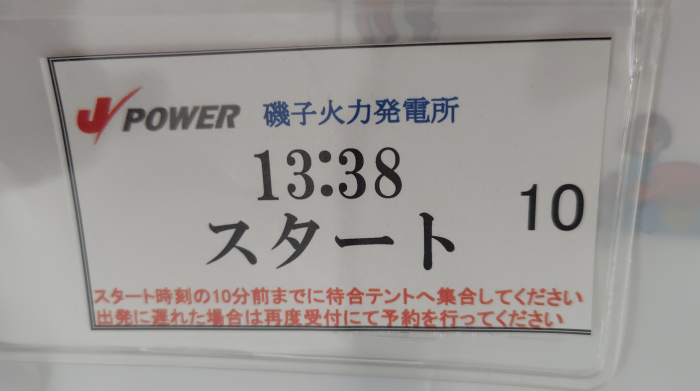 J POWER 磯子火力発電所
13:38
スタート
10
スタート時刻の10分前までに待合テントへ集合してください
出発に遅れた場合は再度受付にて予約を行ってください